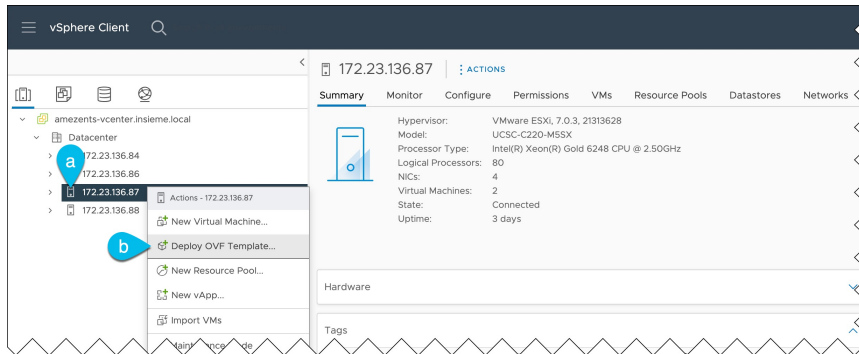 vSphere Client
172.23.136.87
ACTIONS
Summary Monitor Configure Permissions VMs Resource Pools Datastores Networks
amezents-vcenter.insieme.local
Datacenter
172.23.136.84
a
172.23.136.86
172.23.136.87
172.23.136.88
Actions - 172.23.136.87
New Virtual Machine...
b
Deploy OVF Template...
New Resource Pool...
New vApp...
Import VMs
Hypervisor: VMware ESXi, 7.0.3, 21313628
Model: UCSC-C220-M5SX
Processor Type: Intel(R) Xeon(R) Gold 6248 CPU @ 2.50GHz
Logical Processors: 80
NICs: 4
Virtual Machines: 2
State: Connected
Uptime: 3 days
Hardware
Tags